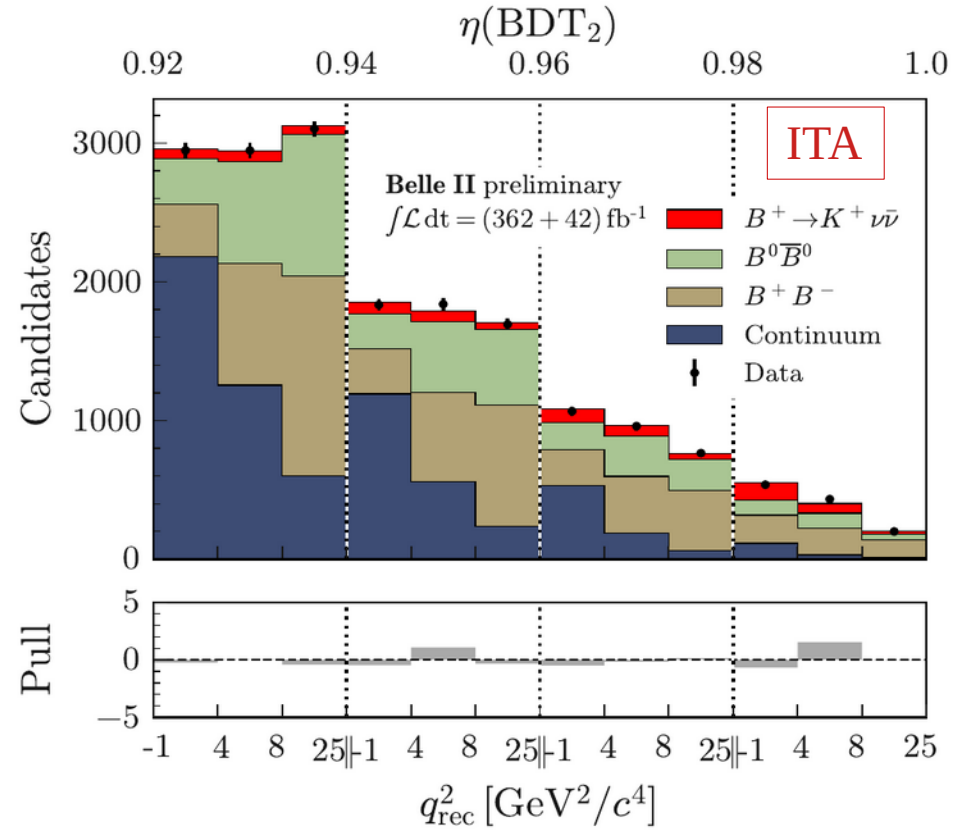 η(BDT₂)
0.92 0.94 0.96 0.98 1.0
ITA
Belle II preliminary
∫ℒ dt = (362 + 42) fb⁻¹
B⁺→K⁺νν̄
B⁰B̅⁰
B⁺B⁻
Continuum
Data
Candidates
3000
2000
1000
0
Pull
5
0
−5
-1 4 8 25‖-1 4 8 25‖-1 4 8 25‖-1 4 8 25
q²rec [GeV²/c⁴]